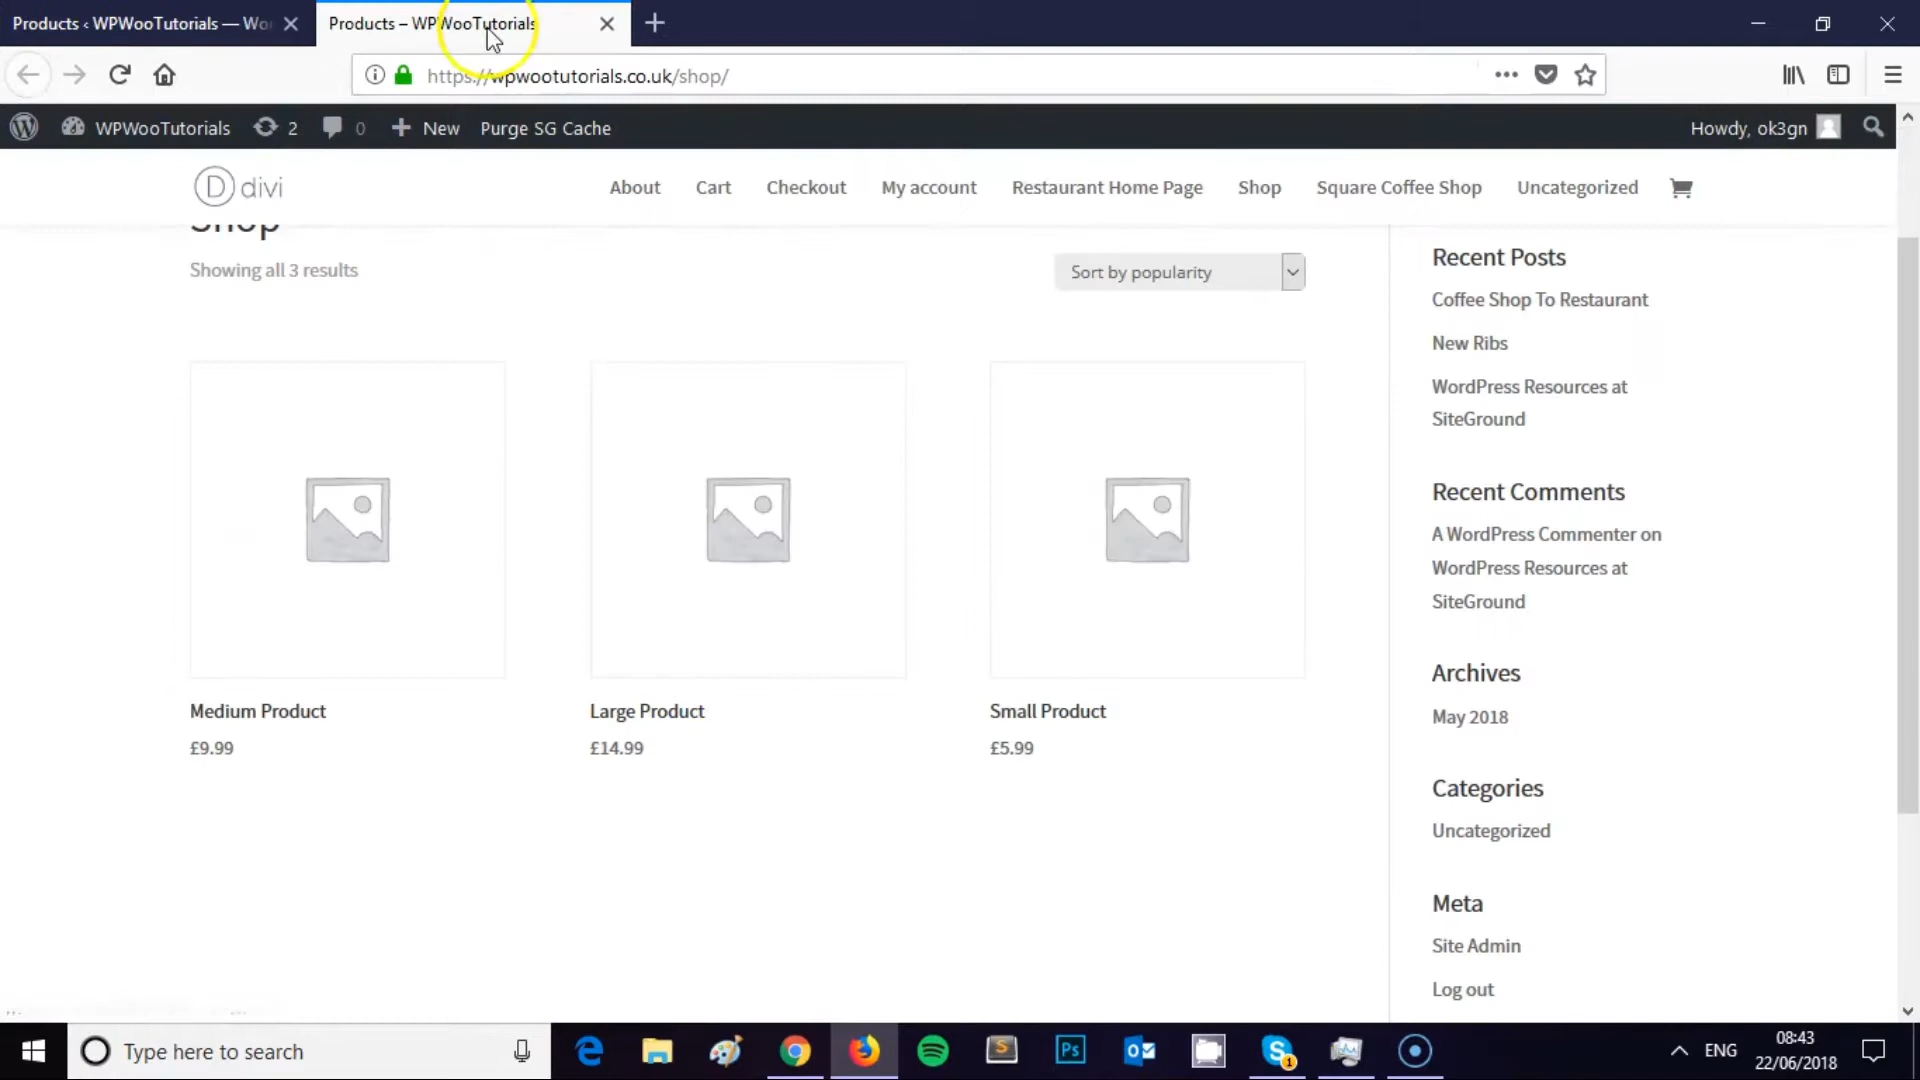 Products ‹ WPWooTutorials — Wo
Products – WPWooTutorials
https://wpwootutorials.co.uk/shop/
WPWooTutorials
2
0
New
Purge SG Cache
Howdy, ok3gn
D divi
About
Cart
Checkout
My account
Restaurant Home Page
Shop
Square Coffee Shop
Uncategorized
Shop
Showing all 3 results
Sort by popularity
Medium Product
£9.99
Large Product
£14.99
Small Product
£5.99
Recent Posts
Coffee Shop To Restaurant
New Ribs
WordPress Resources at
SiteGround
Recent Comments
A WordPress Commenter on
WordPress Resources at
SiteGround
Archives
May 2018
Categories
Uncategorized
Meta
Site Admin
Log out
Type here to search
S
Ps
1
ENG
08:43
22/06/2018